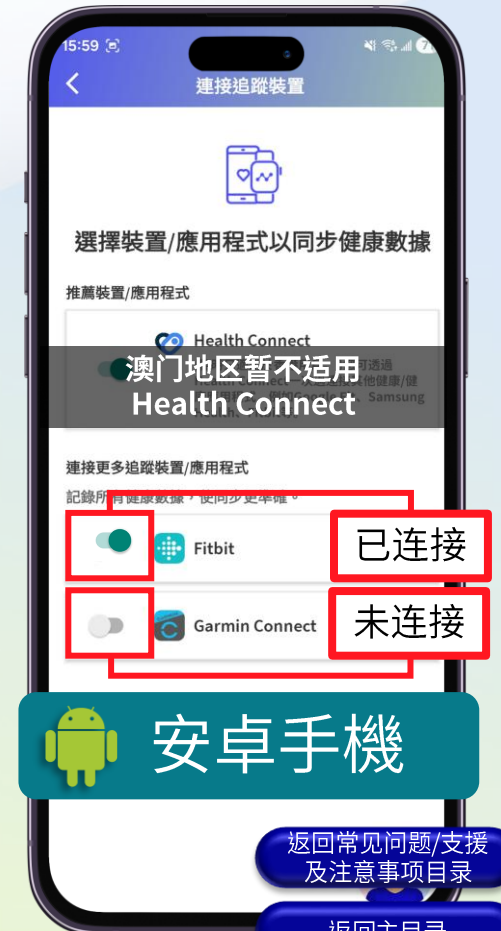 15:59
連接追蹤裝置
選擇裝置/應用程式以同步健康數據
推薦裝置/應用程式
Health Connect
澳门地区暂不适用
Health Connect
連接更多追蹤裝置/應用程式
記錄所有健康數據，使同步更準確。
Fitbit
已连接
Garmin Connect
未连接
安卓手機
返回常见问题/支援
及注意事项目录
返回主目录